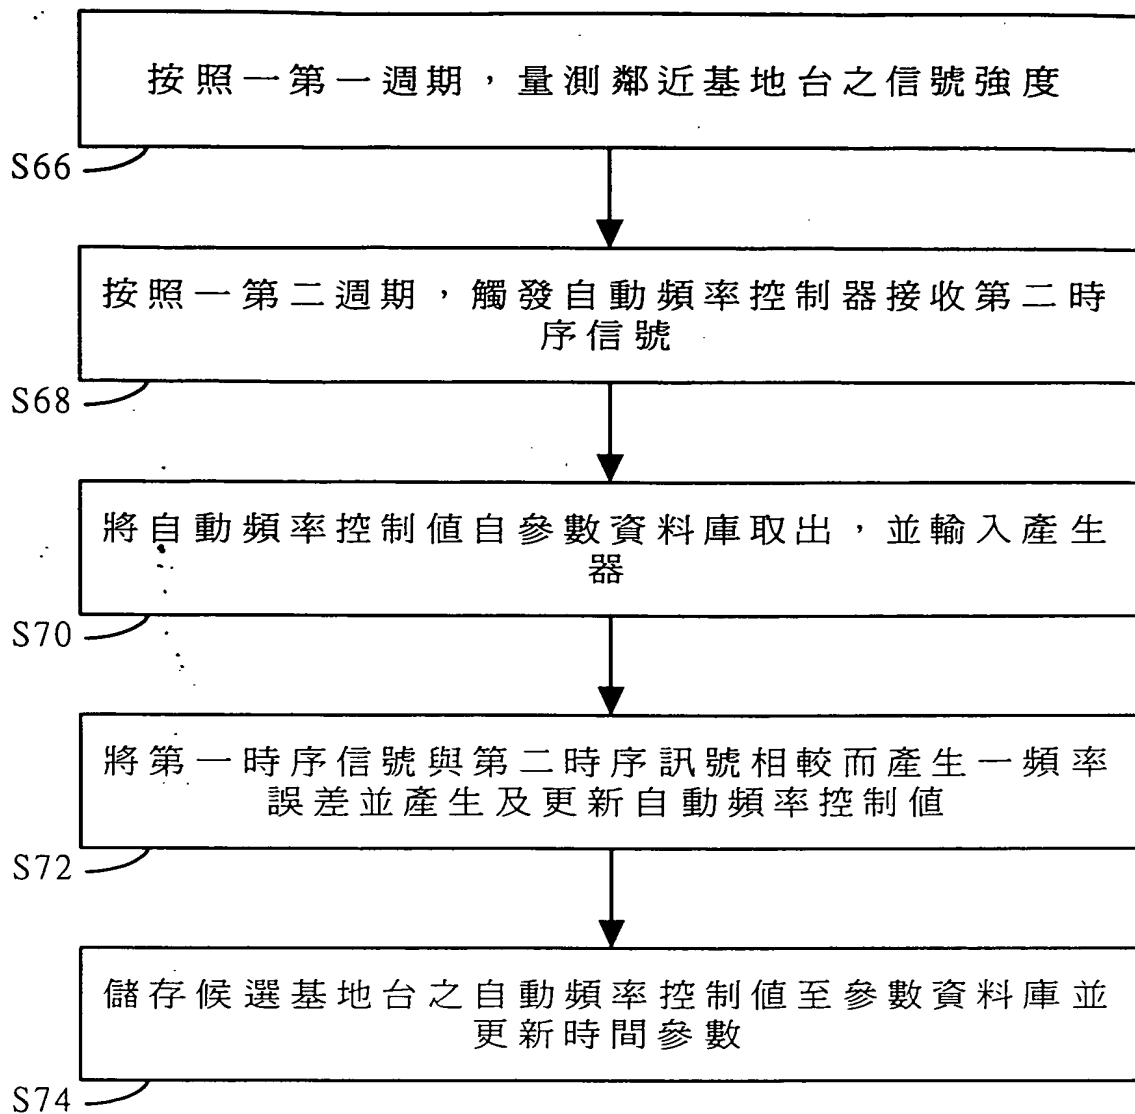 按照一第一週期，量測鄰近基地台之信號強度
S66
按照一第二週期，觸發自動頻率控制器接收第二時
序信號
S68
將自動頻率控制值自參數資料庫取出，並輸入產生
器
S70
將第一時序信號與第二時序訊號相較而產生一頻率
誤差並產生及更新自動頻率控制值
S72
儲存候選基地台之自動頻率控制值至參數資料庫並
更新時間參數
S74